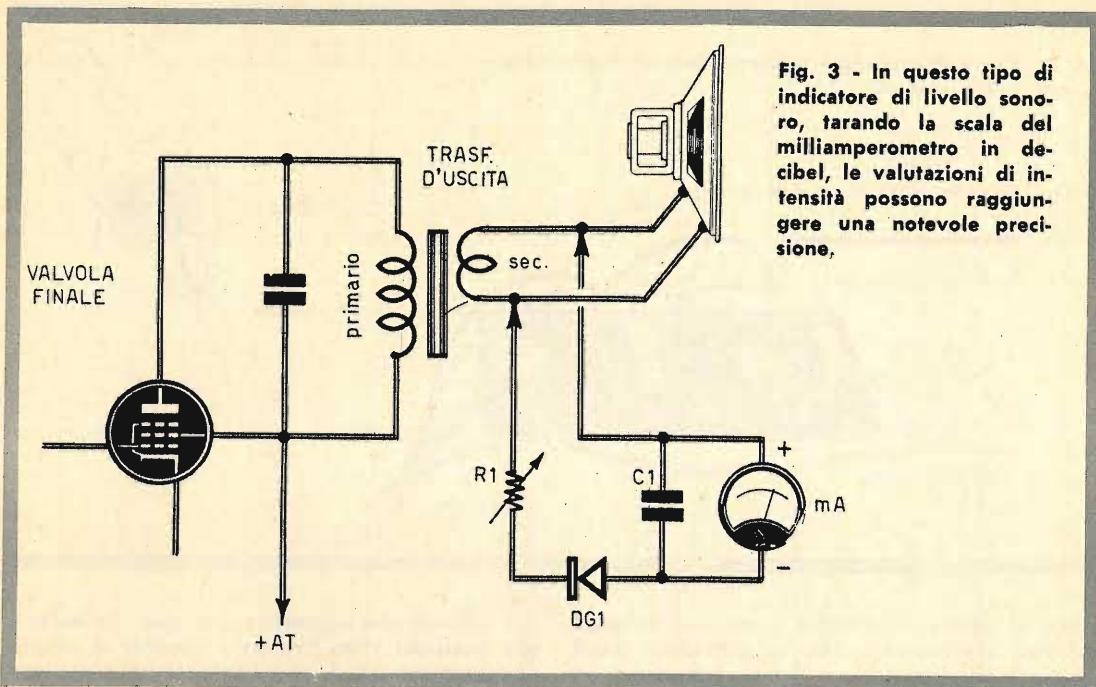 Fig. 3 - In questo tipo di
indicatore di livello sono-
ro, tarando la scala del
milliamperometro in de-
cibel, le valutazioni di in-
tensità possono raggiun-
gere una notevole preci-
sione,
TRASF.
D'USCITA
VALVOLA
FINALE
primario
sec.
R1
C1
+
mA
-
DG1
+AT